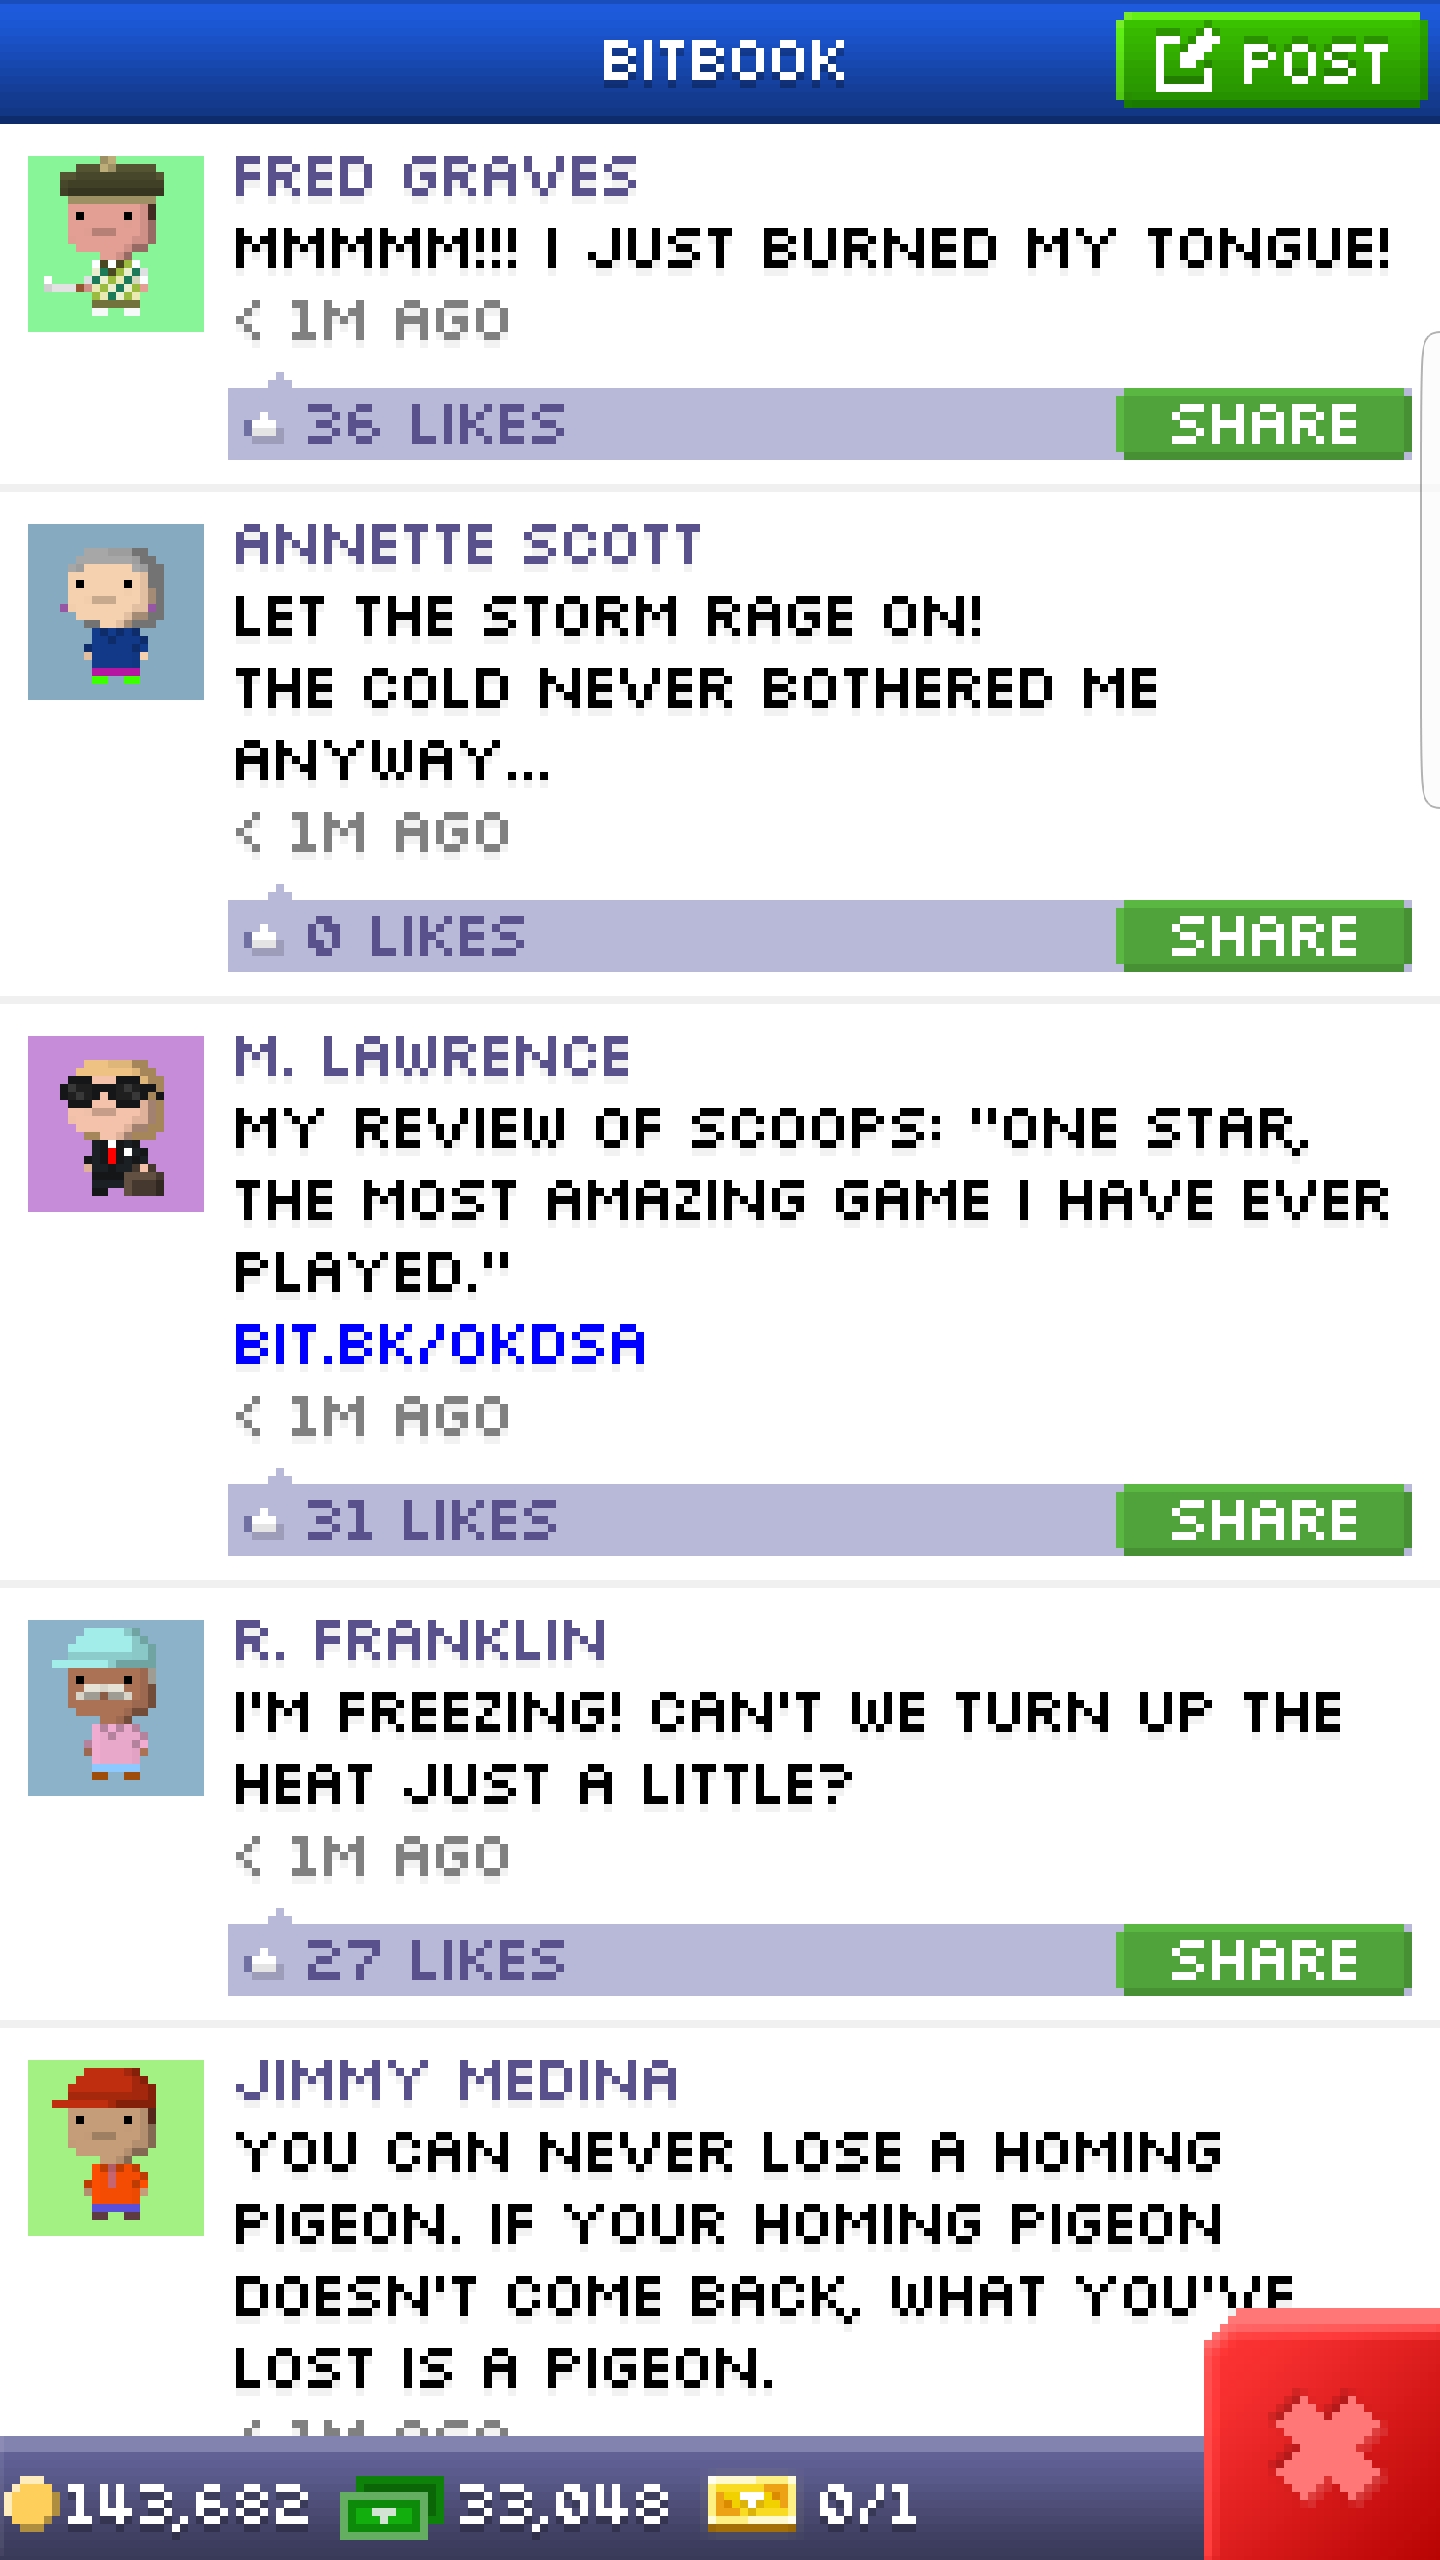 BITBOOK
POST
FRED GRAVES
MMMMM!!! I JUST BURNED MY TONGUE!
< 1M AGO
36 LIKES
SHARE
ANNETTE SCOTT
LET THE STORM RAGE ON!
THE COLD NEVER BOTHERED ME
ANYWAY...
< 1M AGO
0 LIKES
SHARE
M. LAWRENCE
MY REVIEW OF SCOOPS: "ONE STAR,
THE MOST AMAZING GAME I HAVE EVER
PLAYED."
BIT.BK/OKDSA
< 1M AGO
31 LIKES
SHARE
R. FRANKLIN
I'M FREEZING! CAN'T WE TURN UP THE
HEAT JUST A LITTLE?
< 1M AGO
27 LIKES
SHARE
JIMMY MEDINA
YOU CAN NEVER LOSE A HOMING
PIGEON. IF YOUR HOMING PIGEON
DOESN'T COME BACK, WHAT YOU'VE
LOST IS A PIGEON.
< 1M AGO
143,682
33,048
0/1